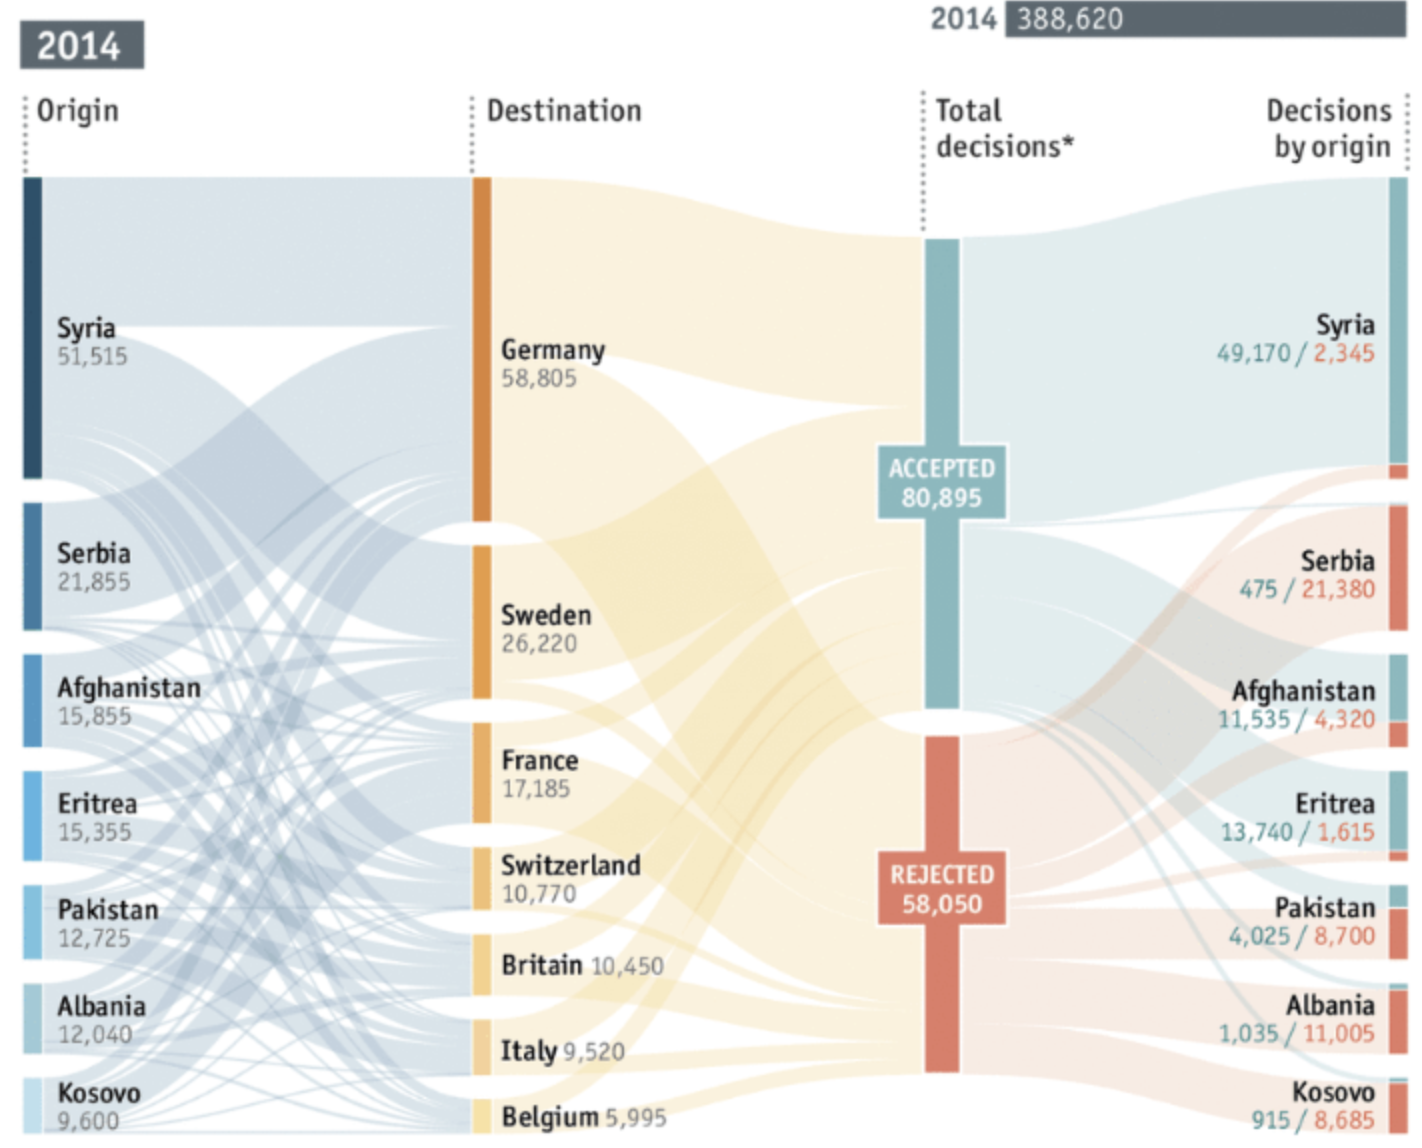 2014
2014 388,620
Origin
Destination
Total
decisions*
Decisions
by origin
Syria
51,515
Serbia
21,855
Afghanistan
15,855
Eritrea
15,355
Pakistan
12,725
Albania
12,040
Kosovo
9,600
Germany
58,805
Sweden
26,220
France
17,185
Switzerland
10,770
Britain 10,450
Italy 9,520
Belgium 5,995
ACCEPTED
80,895
REJECTED
58,050
Syria
49,170 / 2,345
Serbia
475 / 21,380
Afghanistan
11,535 / 4,320
Eritrea
13,740 / 1,615
Pakistan
4,025 / 8,700
Albania
1,035 / 11,005
Kosovo
915 / 8,685